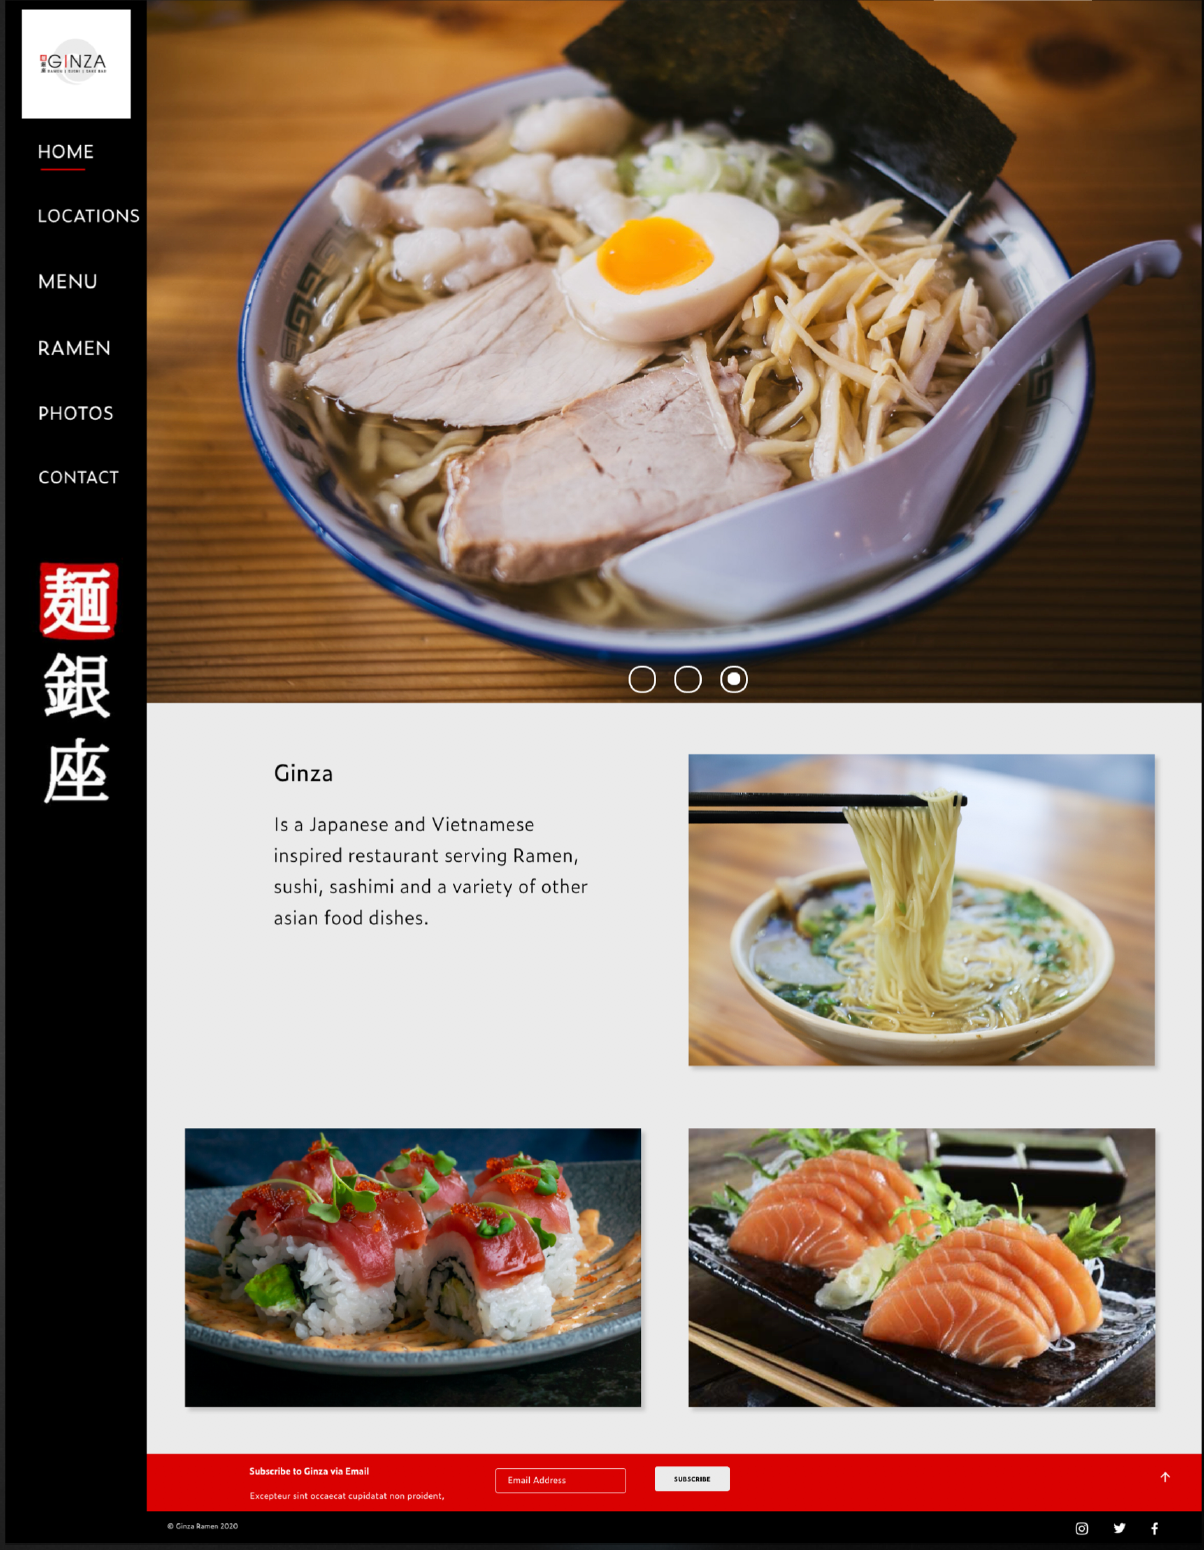 GINZA
RAMEN | SUSHI | SAKE BAR
HOME
LOCATIONS
MENU
RAMEN
PHOTOS
CONTACT
麺
銀
座
Ginza
Is a Japanese and Vietnamese
inspired restaurant serving Ramen,
sushi, sashimi and a variety of other
asian food dishes.
Subscribe to Ginza via Email
Excepteur sint occaecat cupidatat non proident,
Email Address
SUBSCRIBE
© Ginza Ramen 2020